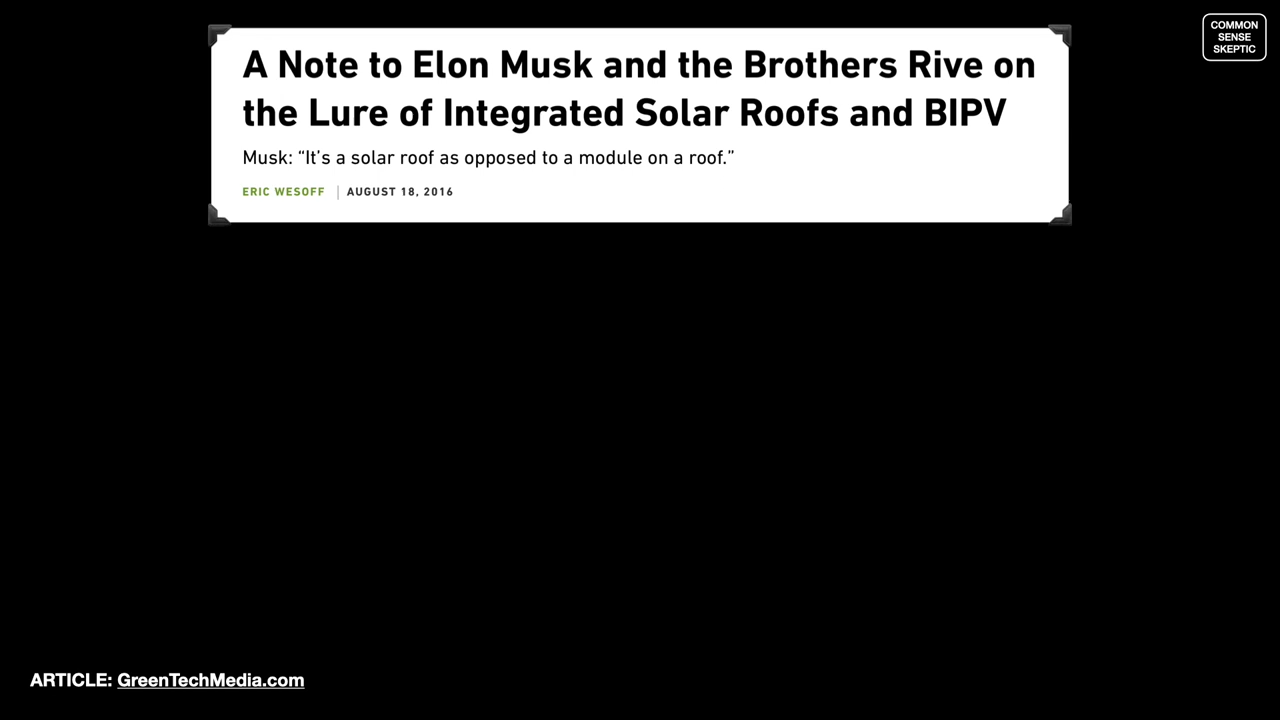 COMMON
SENSE
SKEPTIC
A Note to Elon Musk and the Brothers Rive on
the Lure of Integrated Solar Roofs and BIPV
Musk: “It’s a solar roof as opposed to a module on a roof.”
ERIC WESOFF | AUGUST 18, 2016
ARTICLE: GreenTechMedia.com